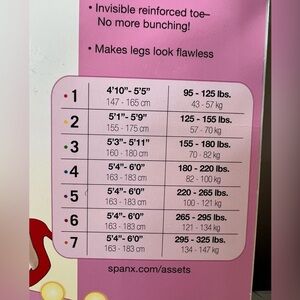 • Invisible reinforced toe–
No more bunching!
• Makes legs look flawless
• 1 4’10”- 5’5” 95 - 125 lbs.
147 - 165 cm 43 - 57 kg
• 2 5’1”- 5’9” 125 - 155 lbs.
155 - 175 cm 57 - 70 kg
• 3 5’3”- 5’11” 155 - 180 lbs.
160 - 180 cm 70 - 82 kg
• 4 5’4”- 6’0” 180 - 220 lbs.
163 - 183 cm 82 - 100 kg
• 5 5’4”- 6’0” 220 - 265 lbs.
163 - 183 cm 100 - 121 kg
• 6 5’4”- 6’0” 265 - 295 lbs.
163 - 183 cm 121 - 134 kg
• 7 5’4”- 6’0” 295 - 325 lbs.
163 - 183 cm 134 - 147 kg
spanx.com/assets